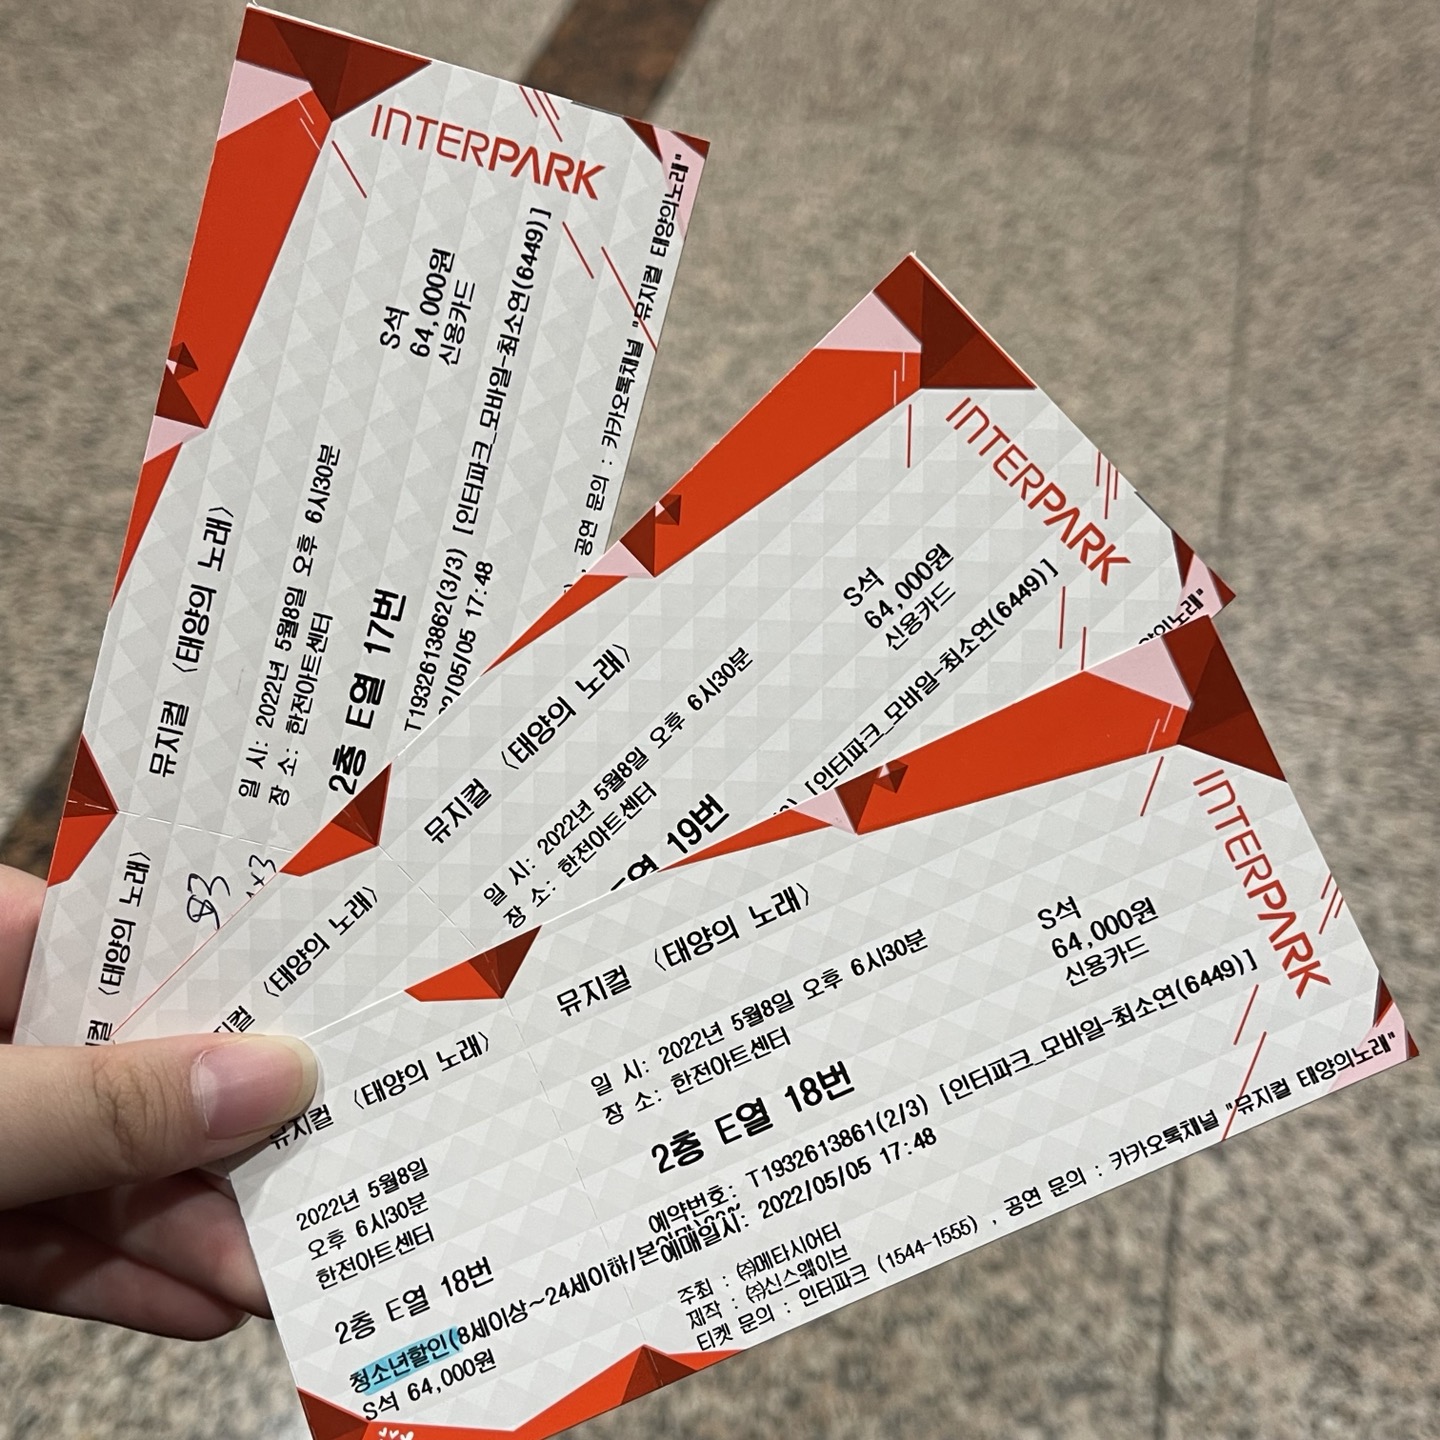 INTERPARK
뮤지컬 〈태양의 노래〉
일 시: 2022년 5월8일 오후 6시30분
장 소: 한전아트센터
2층 E열 17번
S석
64,000원
신용카드
T1932613862(3/3) [인터파크_모바일-최소연(6449)]
2/05/05 17:48
, 공연 문의 : 카카오톡채널 "뮤지컬 태양의노래"
〈태양의 노래〉
INTERPARK
뮤지컬 〈태양의 노래〉
일 시: 2022년 5월8일 오후 6시30분
장 소: 한전아트센터
19번
S석
64,000원
신용카드
[인터파크_모바일-최소연(6449)]
〈태양의 노래〉
INTERPARK
뮤지컬 〈태양의 노래〉
일 시: 2022년 5월8일 오후 6시30분
장 소: 한전아트센터
2층 E열 18번
S석
64,000원
신용카드
예약번호: T1932613861(2/3) [인터파크_모바일-최소연(6449)]
예매일시: 2022/05/05 17:48
주최 : ㈜메타씨어터
제작 : ㈜신스웨이브
티켓 문의 : 인터파크 (1544-1555) , 공연 문의 : 카카오톡채널 "뮤지컬 태양의노래"
뮤지컬 〈태양의 노래〉
2022년 5월8일
오후 6시30분
한전아트센터
2층 E열 18번
청소년할인(8세이상~24세이하/본
S석 64,000원